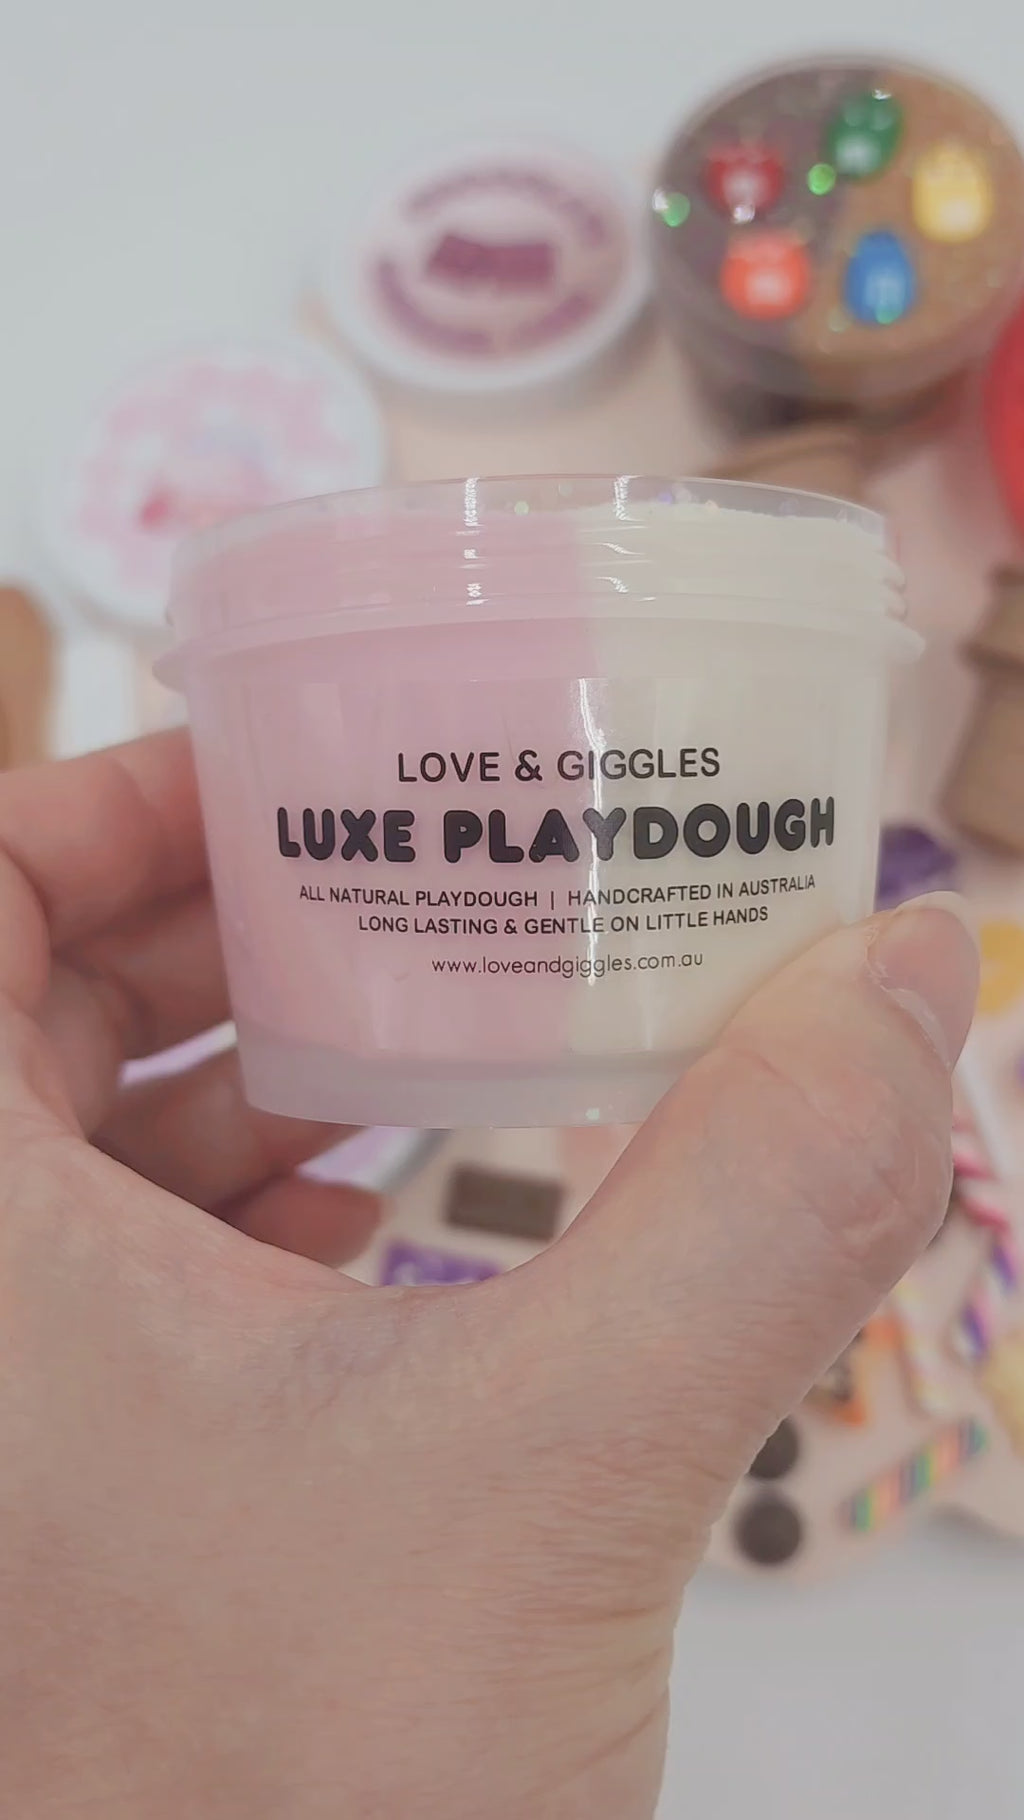 LOVE & GIGGLES
LUXE PLAYDOUGH
ALL NATURAL PLAYDOUGH | HANDCRAFTED IN AUSTRALIA
LONG LASTING & GENTLE ON LITTLE HANDS
www.loveandgiggles.com.au